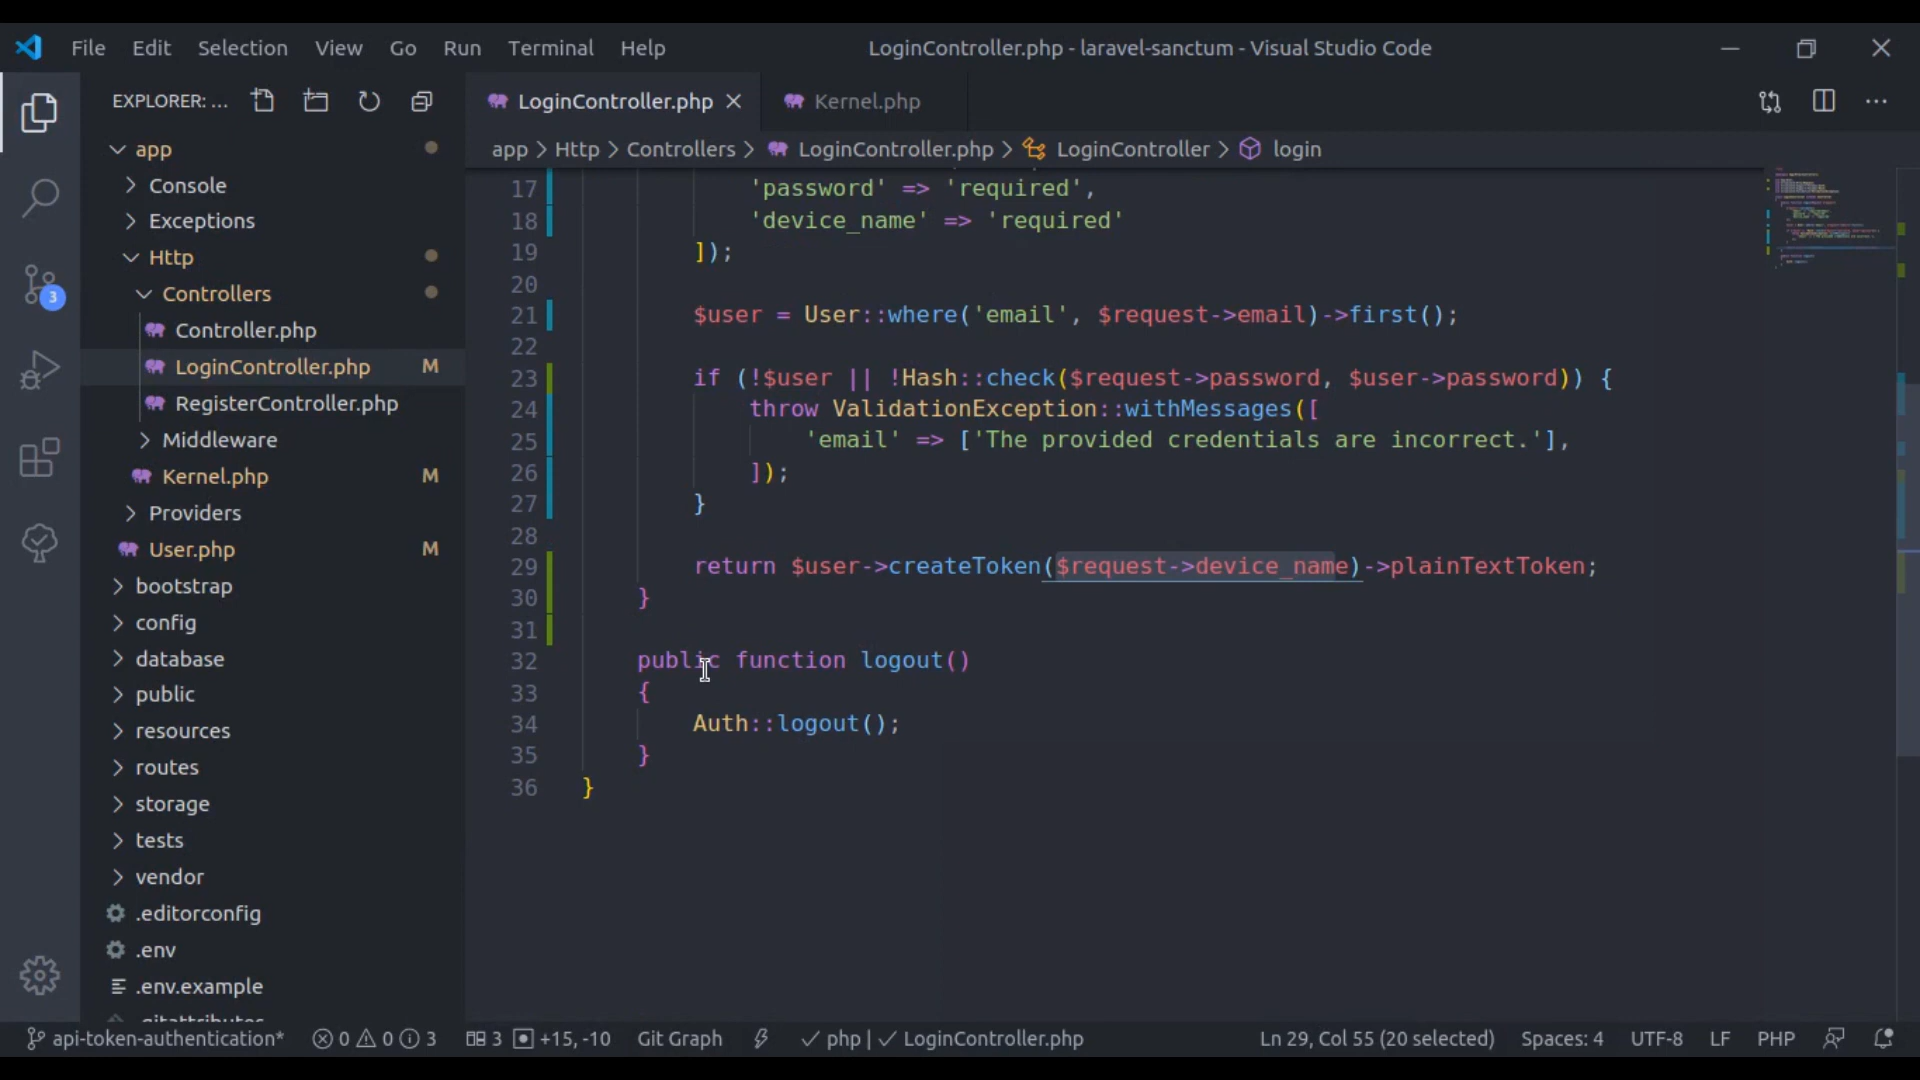 File Edit Selection View Go Run Terminal Help LoginController.php - laravel-sanctum - Visual Studio Code
EXPLORER: ...
LoginController.php Kernel.php
app > Http > Controllers > LoginController.php > LoginController > login
app
Console
Exceptions
Http
Controllers
Controller.php
LoginController.php M
RegisterController.php
Middleware
Kernel.php M
Providers
User.php M
bootstrap
config
database
public
resources
routes
storage
tests
vendor
.editorconfig
.env
.env.example
.gitattributes
3
17 'password' => 'required',
18 'device_name' => 'required'
19 ]);
20
21 $user = User::where('email', $request->email)->first();
22
23 if (!$user || !Hash::check($request->password, $user->password)) {
24 throw ValidationException::withMessages([
25 'email' => ['The provided credentials are incorrect.'],
26 ]);
27 }
28
29 return $user->createToken($request->device_name)->plainTextToken;
30 }
31
32 public function logout()
33 {
34 Auth::logout();
35 }
36 }
api-token-authentication* 0 0 3 3 +15, -10 Git Graph php | LoginController.php Ln 29, Col 55 (20 selected) Spaces: 4 UTF-8 LF PHP